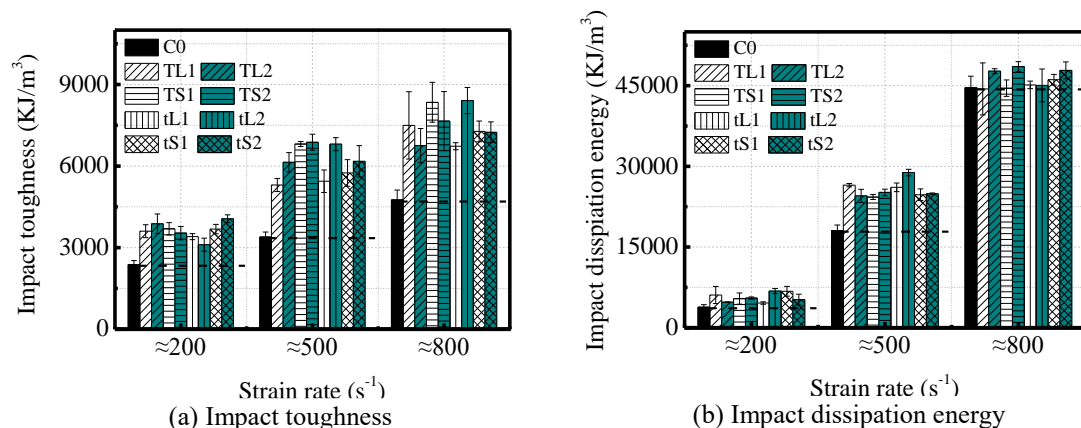 Impact toughness (KJ/m³)
9000
6000
3000
0
C0
TL1 TL2
TS1 TS2
tL1 tL2
tS1 tS2
≈200 ≈500 ≈800
Strain rate (s⁻¹)
(a) Impact toughness
Impact disspiation energy (KJ/m³)
45000
30000
15000
0
C0
TL1 TL2
TS1 TS2
tL1 tL2
tS1 tS2
≈200 ≈500 ≈800
Strain rate (s⁻¹)
(b) Impact dissipation energy